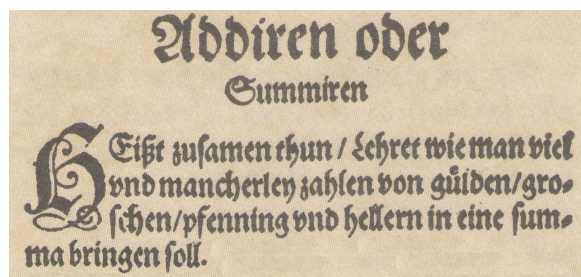 Addiren oder
Summiren
HEißt zusamen thun / Lehret wie man viel
vnd mancherley zahlen von gülden/gro-
schen/pfenning vnd hellern in eine sum-
ma bringen soll.